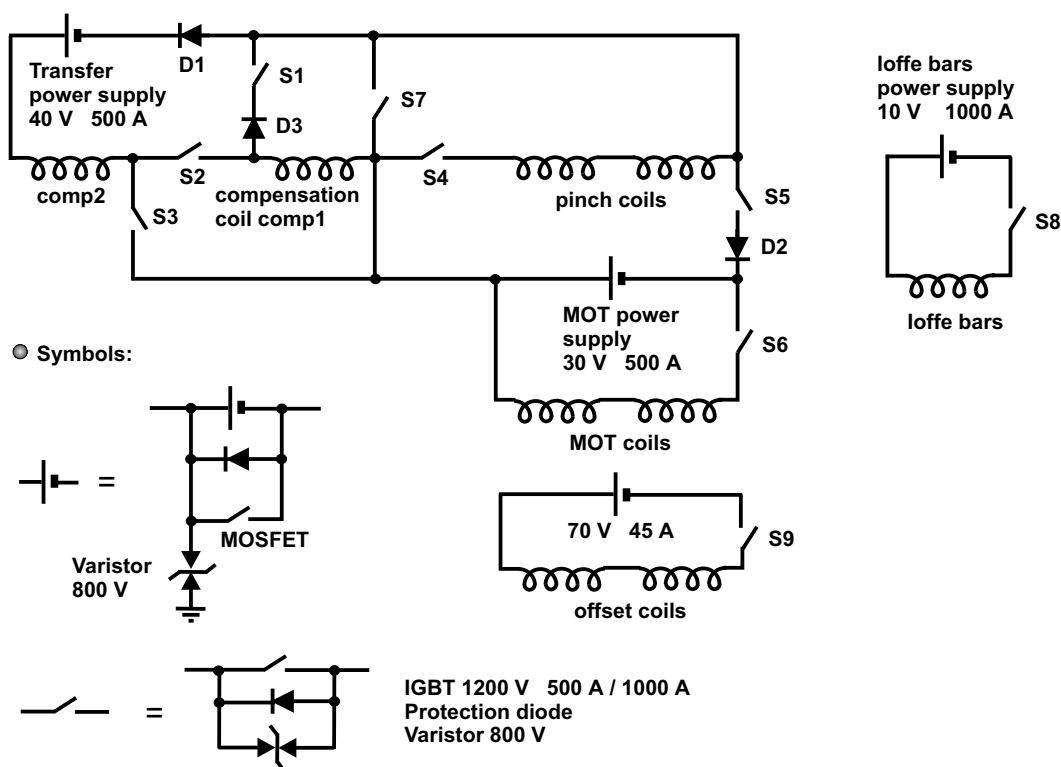 Transfer
power supply
40 V 500 A
D1
S1
D3
S7
S2
S4
comp2
S3
compensation
coil comp1
pinch coils
S5
D2
MOT power
supply
30 V 500 A
S6
MOT coils
Ioffe bars
power supply
10 V 1000 A
S8
Ioffe bars
70 V 45 A
S9
offset coils
Symbols:
=
MOSFET
Varistor
800 V
=
IGBT 1200 V 500 A / 1000 A
Protection diode
Varistor 800 V